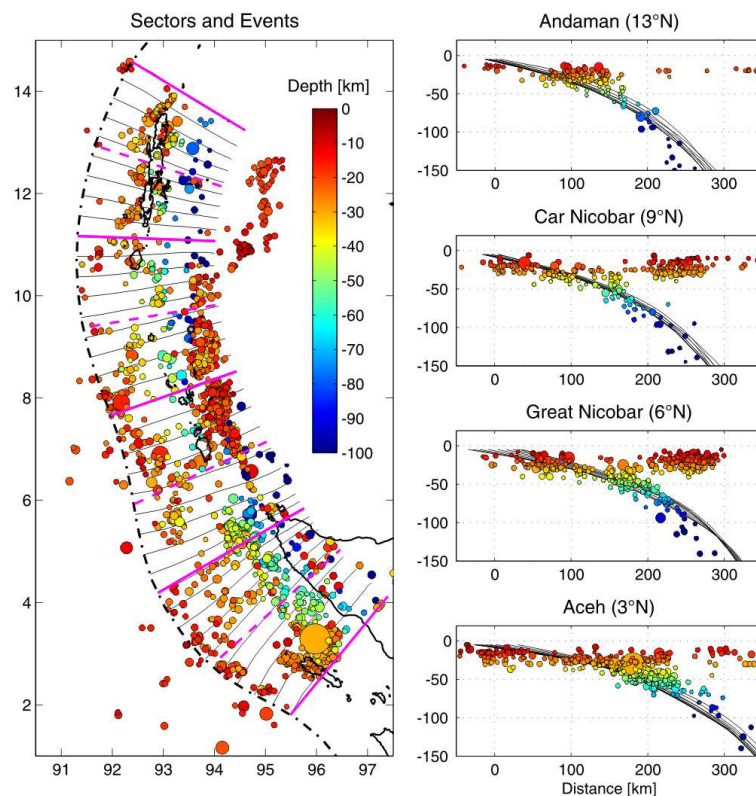 Sectors and Events
Depth [km]
0
-10
-20
-30
-40
-50
-60
-70
-80
-90
-100
14
12
10
8
6
4
2
91 92 93 94 95 96 97
Andaman (13°N)
0
-50
-100
-150
0 100 200 300
Car Nicobar (9°N)
0
-50
-100
-150
0 100 200 300
Great Nicobar (6°N)
0
-50
-100
-150
0 100 200 300
Aceh (3°N)
0
-50
-100
-150
0 100 200 300
Distance [km]